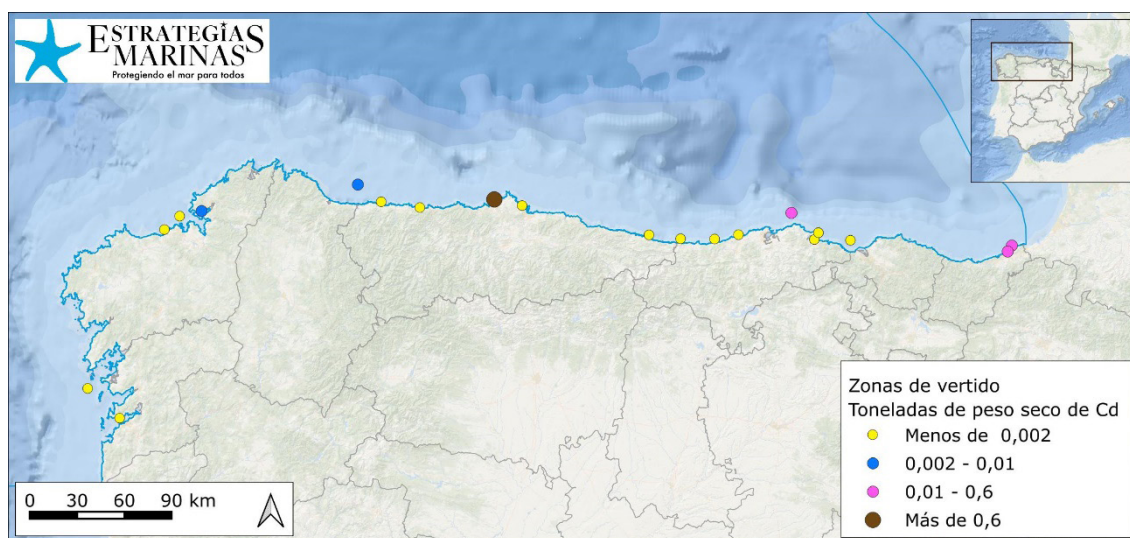 ESTRATEGIAS
MARINAS
Protegiendo el mar para todos
Zonas de vertido
Toneladas de peso seco de Cd
Menos de 0,002
0,002 - 0,01
0,01 - 0,6
Más de 0,6
0 30 60 90 km